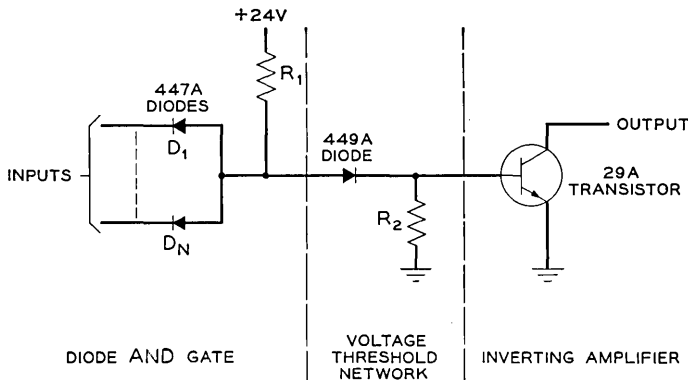 +24V
R1
447A
DIODES
D1
INPUTS
DN
449A
DIODE
R2
OUTPUT
29A
TRANSISTOR
DIODE AND GATE
VOLTAGE
THRESHOLD
NETWORK
INVERTING AMPLIFIER